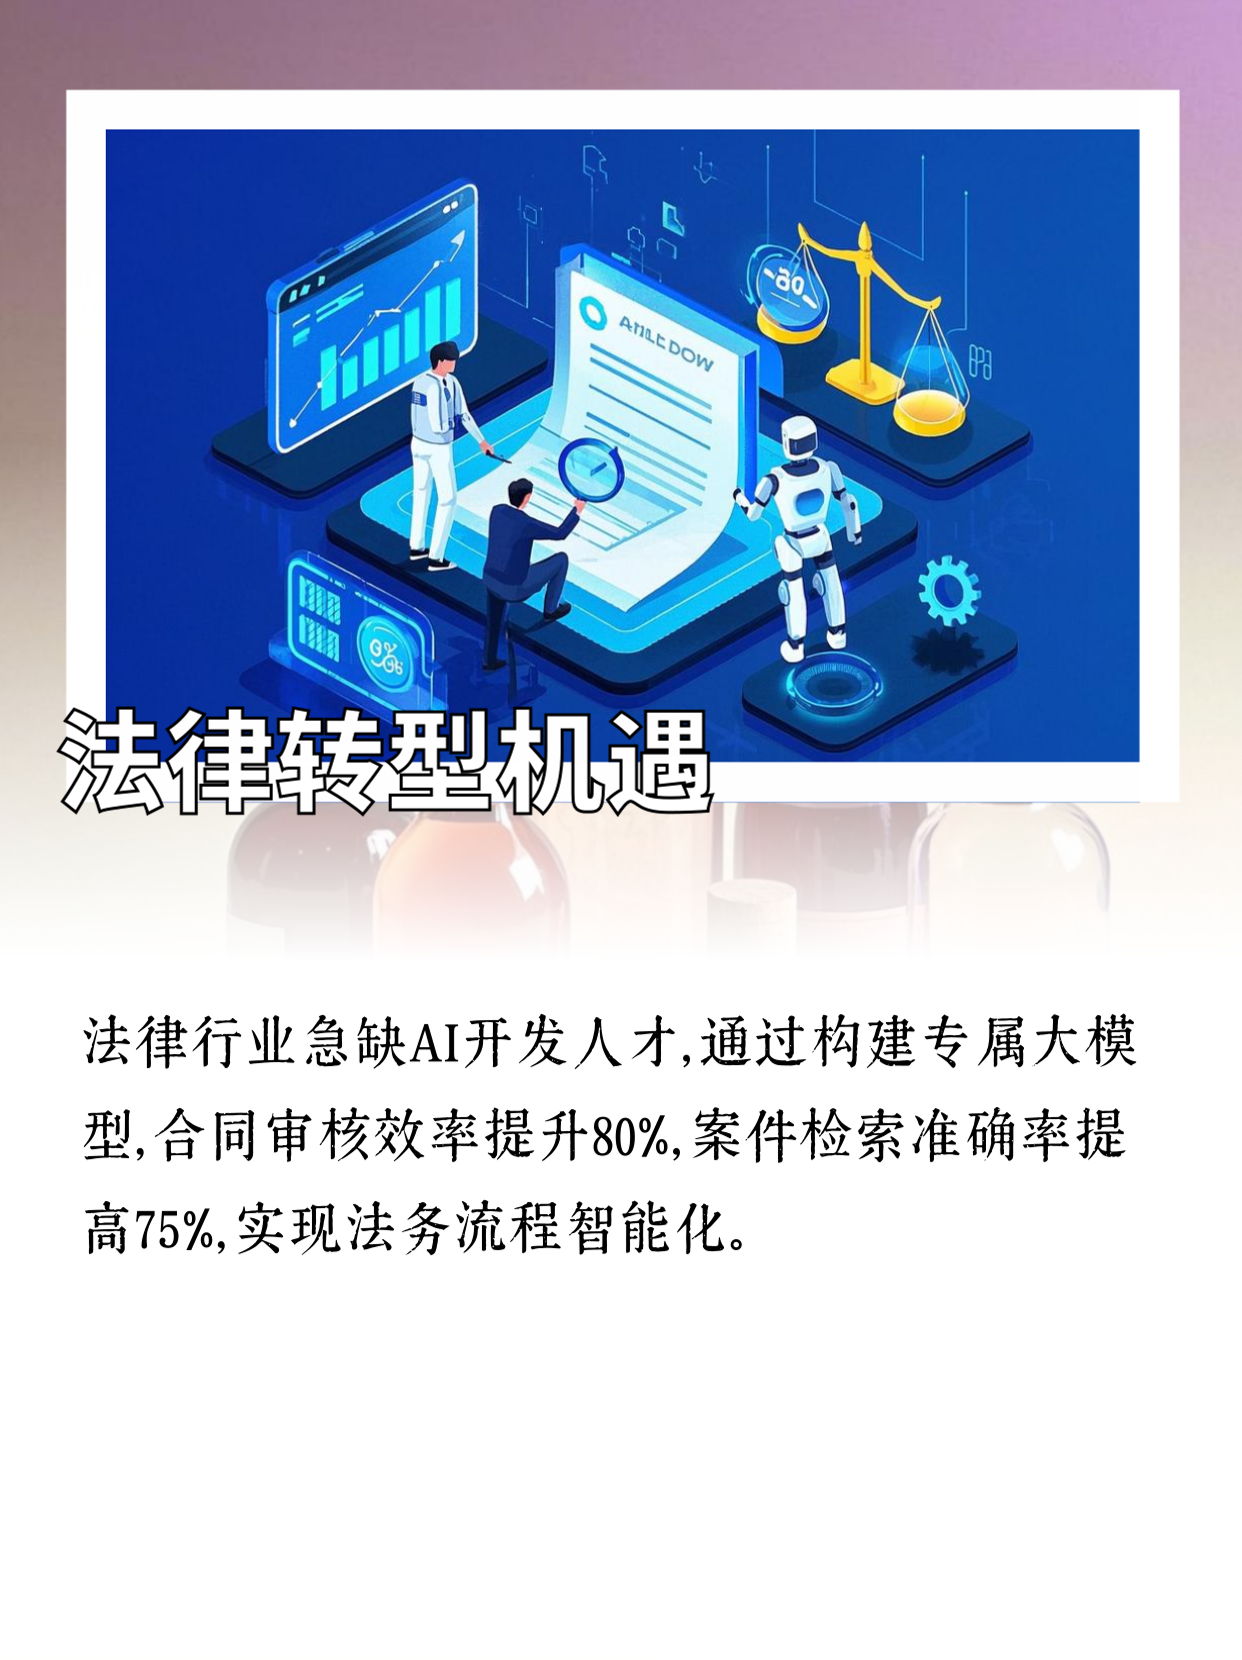 法律转型机遇
法律行业急缺AI开发人才,通过构建专属大模
型,合同审核效率提升80%,案件检索准确率提
高75%,实现法务流程智能化。